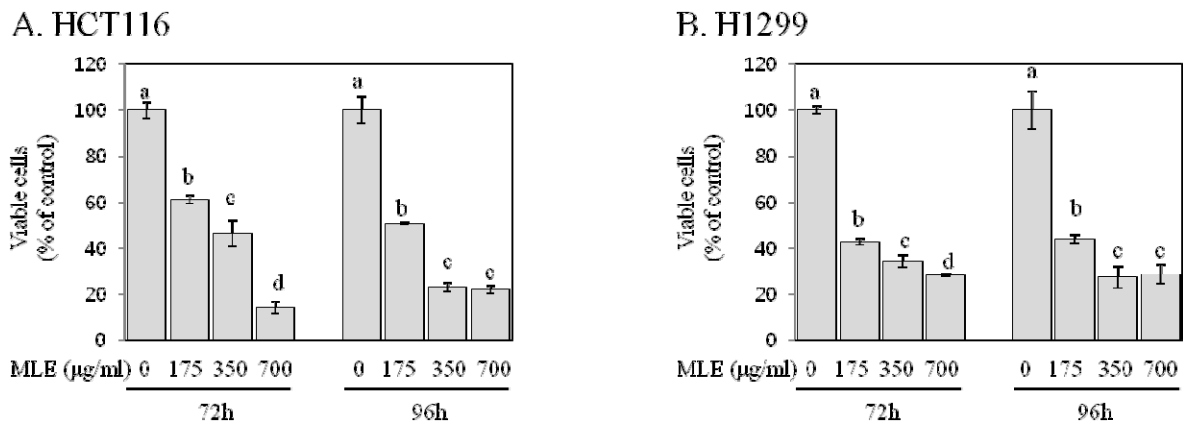 A. HCT116
B. H1299
Viable cells
(% of control)
120
100
80
60
40
20
0
a
b
c
d
a
b
c
c
MLE (μg/ml) 0 175 350 700 0 175 350 700
72h 96h
Viable cells
(% of control)
120
100
80
60
40
20
0
a
b
c
d
a
b
c
c
MLE (μg/ml) 0 175 350 700 0 175 350 700
72h 96h